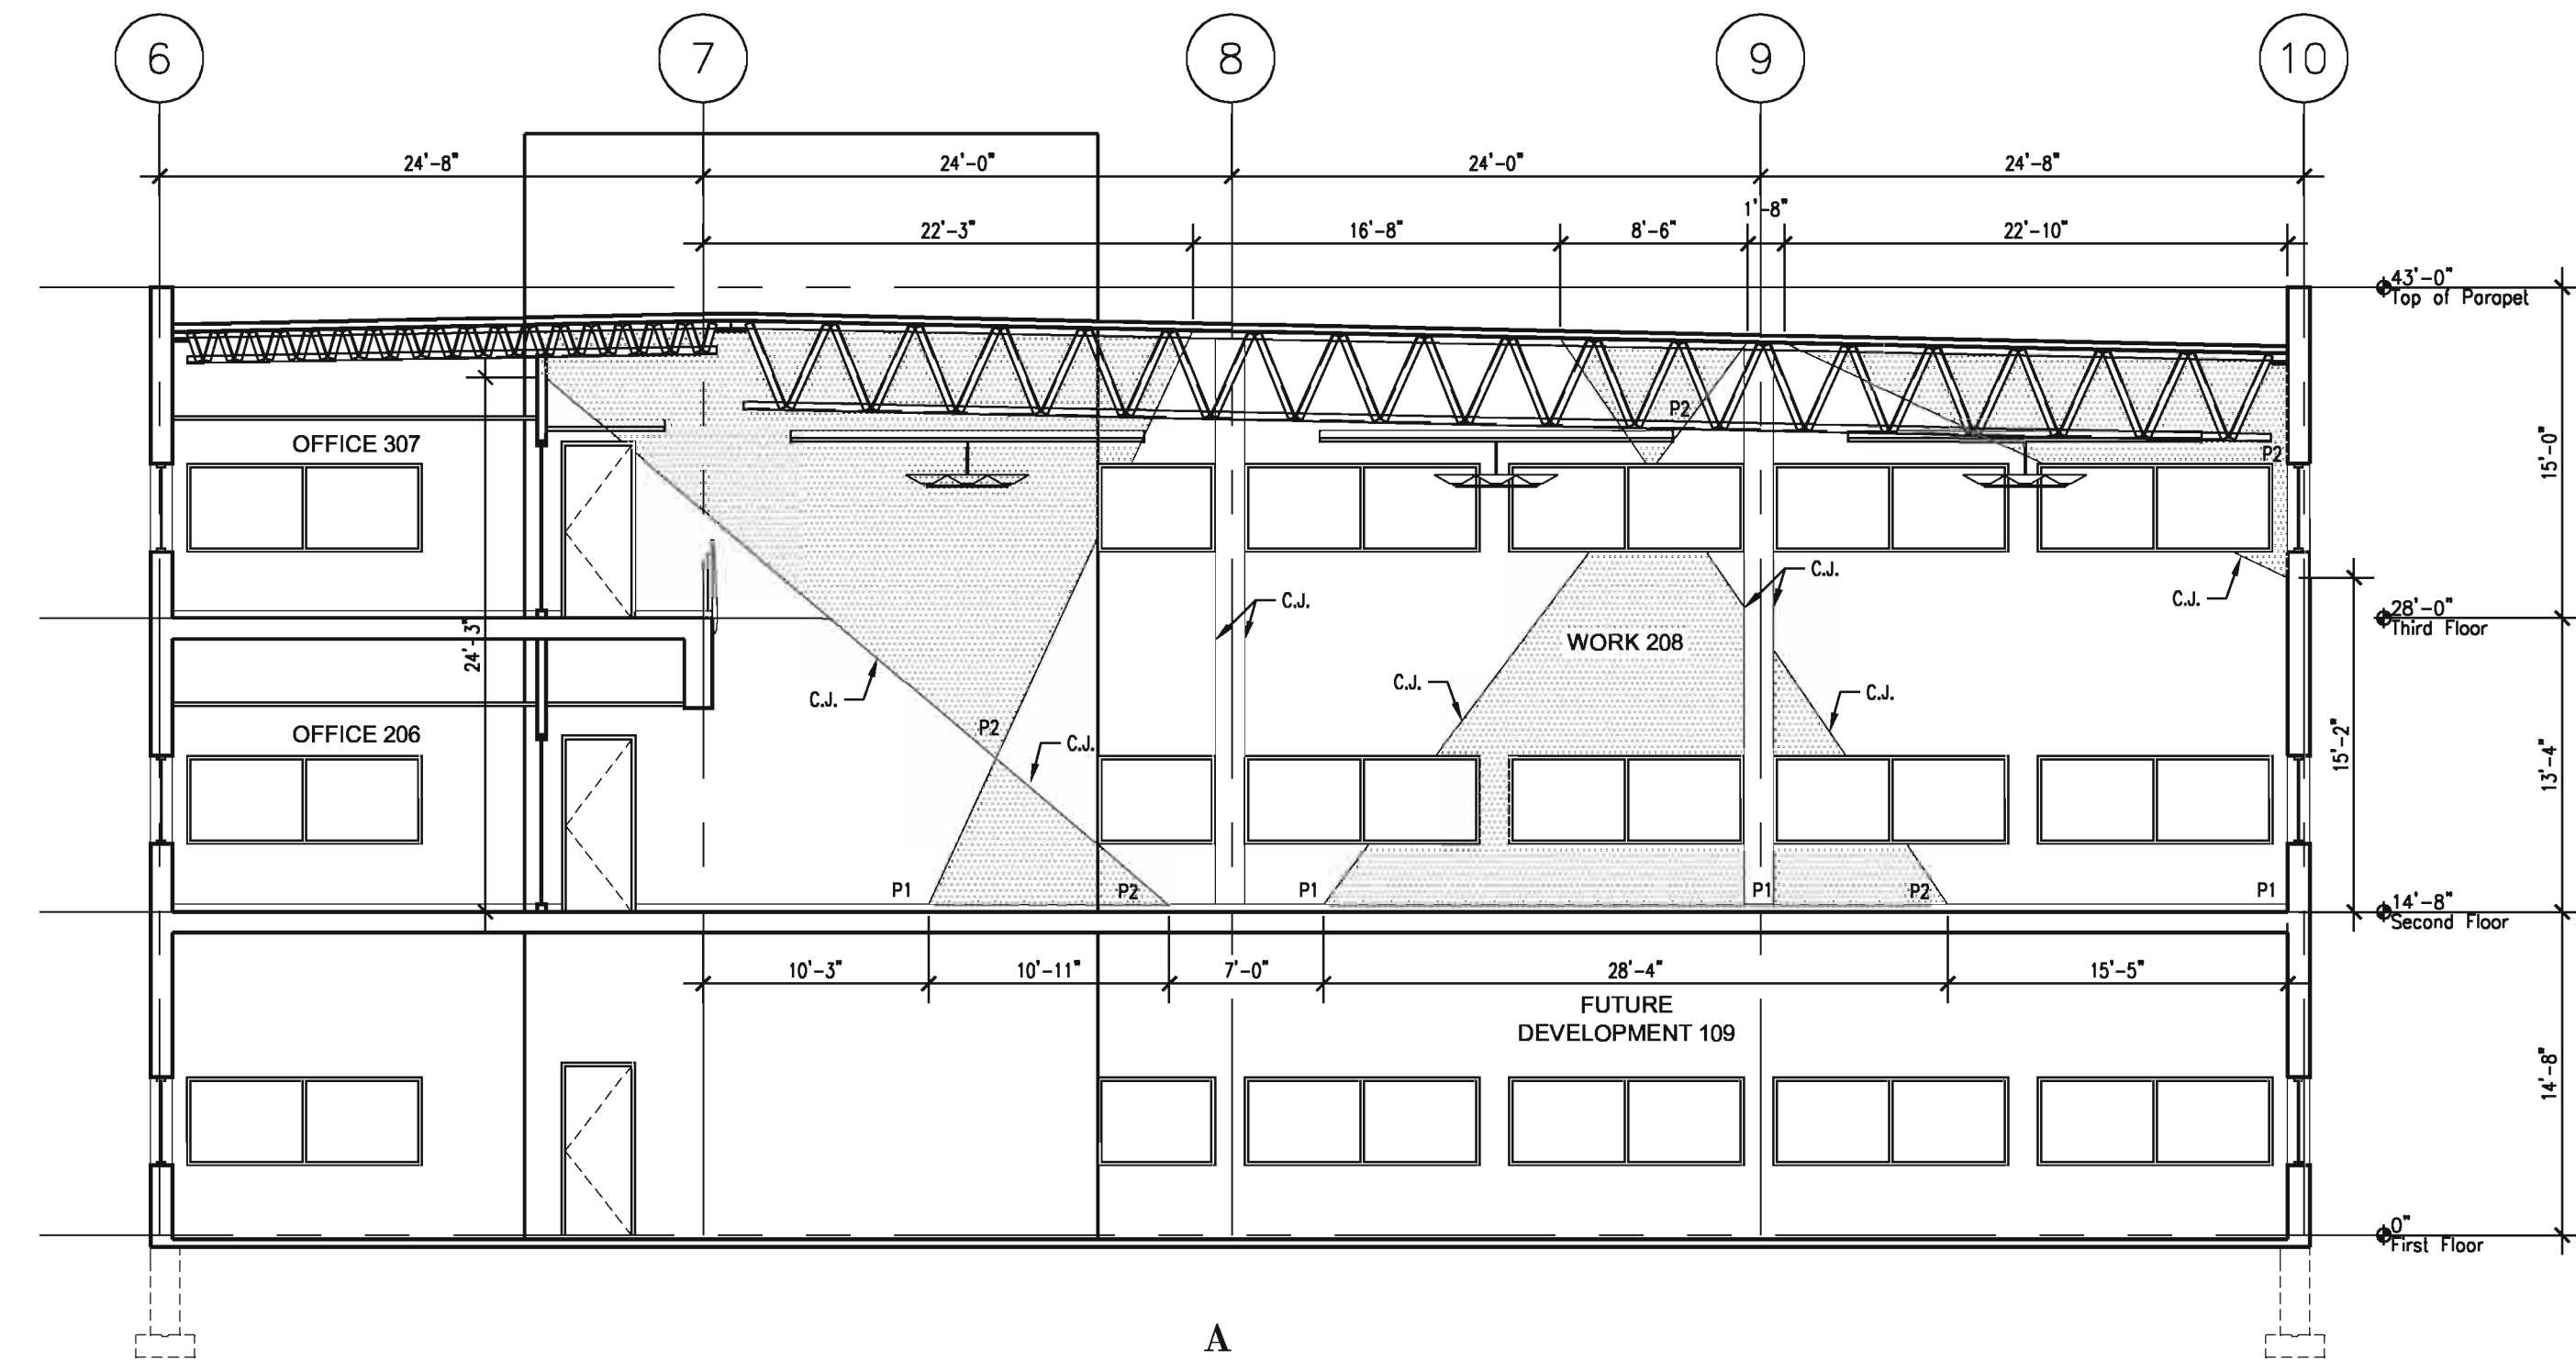 6 7 8 9 10
24'-8" 24'-0" 24'-0" 24'-8"
1'-8"
22'-3" 16'-8" 8'-6" 22'-10"
43'-0"
Top of Parapet
P2
OFFICE 307
P2
15'-0"
C.J.
C.J.
C.J.
28'-0"
Third Floor
24'-3"
WORK 208
C.J.
C.J.
C.J.
OFFICE 206
P2
C.J.
15'-2"
13'-4"
P1 P2 P1 P1 P2 P1
14'-8"
Second Floor
10'-3" 10'-11" 7'-0" 28'-4" 15'-5"
FUTURE
DEVELOPMENT 109
14'-8"
0"
First Floor
A